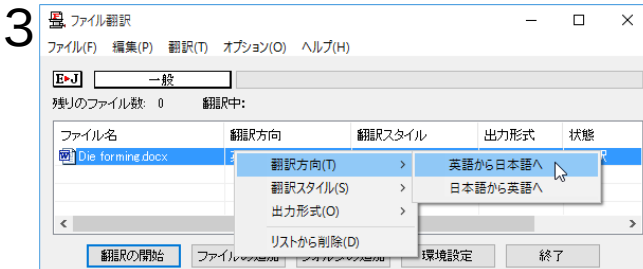 3
ファイル翻訳
ファイル(F) 編集(P) 翻訳(T) オプション(O) ヘルプ(H)
E▶J 一般
残りのファイル数: 0 翻訳中:
ファイル名 翻訳方向 翻訳スタイル 出力形式 状態
Die forming.docx
翻訳方向(T) > 英語から日本語へ
翻訳スタイル(S) > 日本語から英語へ
出力形式(O) >
リストから削除(D)
翻訳の開始 環境設定 終了